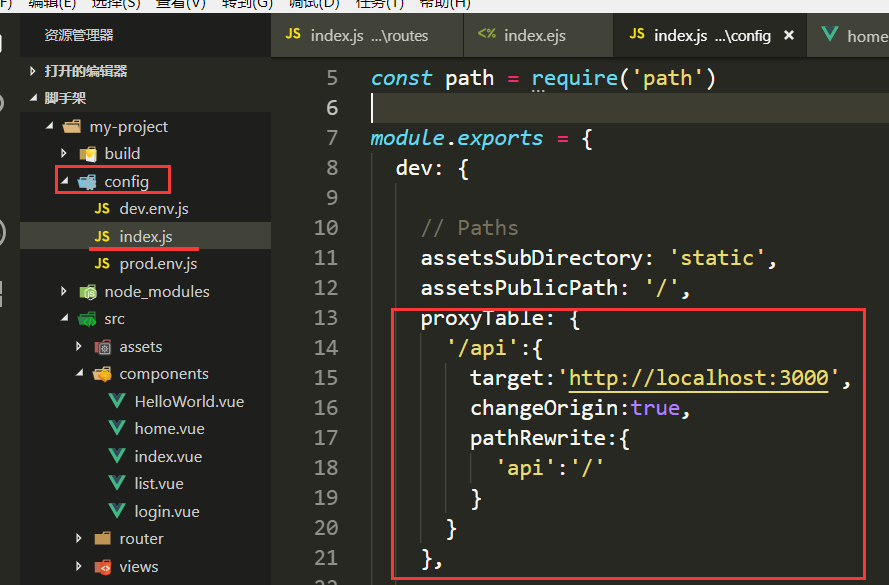 F) 编辑(E) 选择(S) 查看(V) 转到(G) 调试(D) 任务(T) 帮助(H)
资源管理器
JS index.js ...\routes
<% index.ejs
JS index.js ...\config ×
home
打开的编辑器
脚手架
my-project
build
config
JS dev.env.js
JS index.js
JS prod.env.js
node_modules
src
assets
components
HelloWorld.vue
home.vue
index.vue
list.vue
login.vue
router
views
5 const path = require('path')
6
7 module.exports = {
8 dev: {
9
10 // Paths
11 assetsSubDirectory: 'static',
12 assetsPublicPath: '/',
13 proxyTable: {
14 '/api':{
15 target:'http://localhost:3000',
16 changeOrigin:true,
17 pathRewrite:{
18 'api':'/'
19 }
20 }
21 },